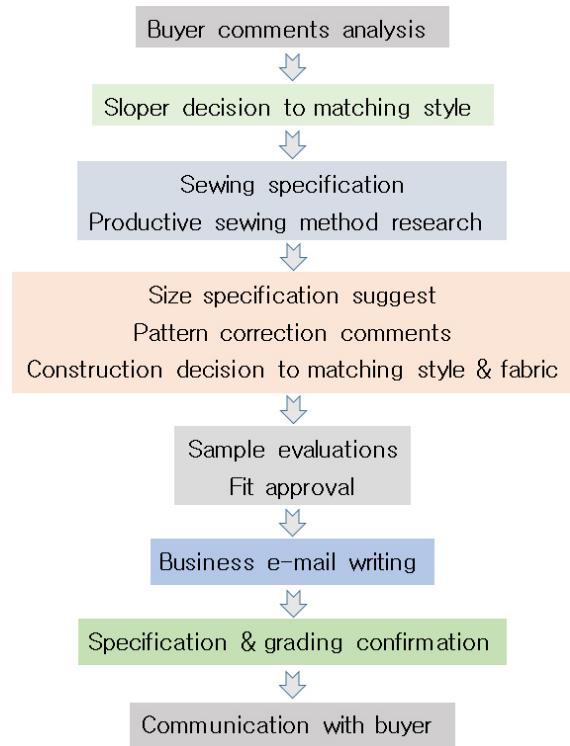 Buyer comments analysis
Sloper decision to matching style
Sewing specification
Productive sewing method research
Size specification suggest
Pattern correction comments
Construction decision to matching style & fabric
Sample evaluations
Fit approval
Business e-mail writing
Specification & grading confirmation
Communication with buyer